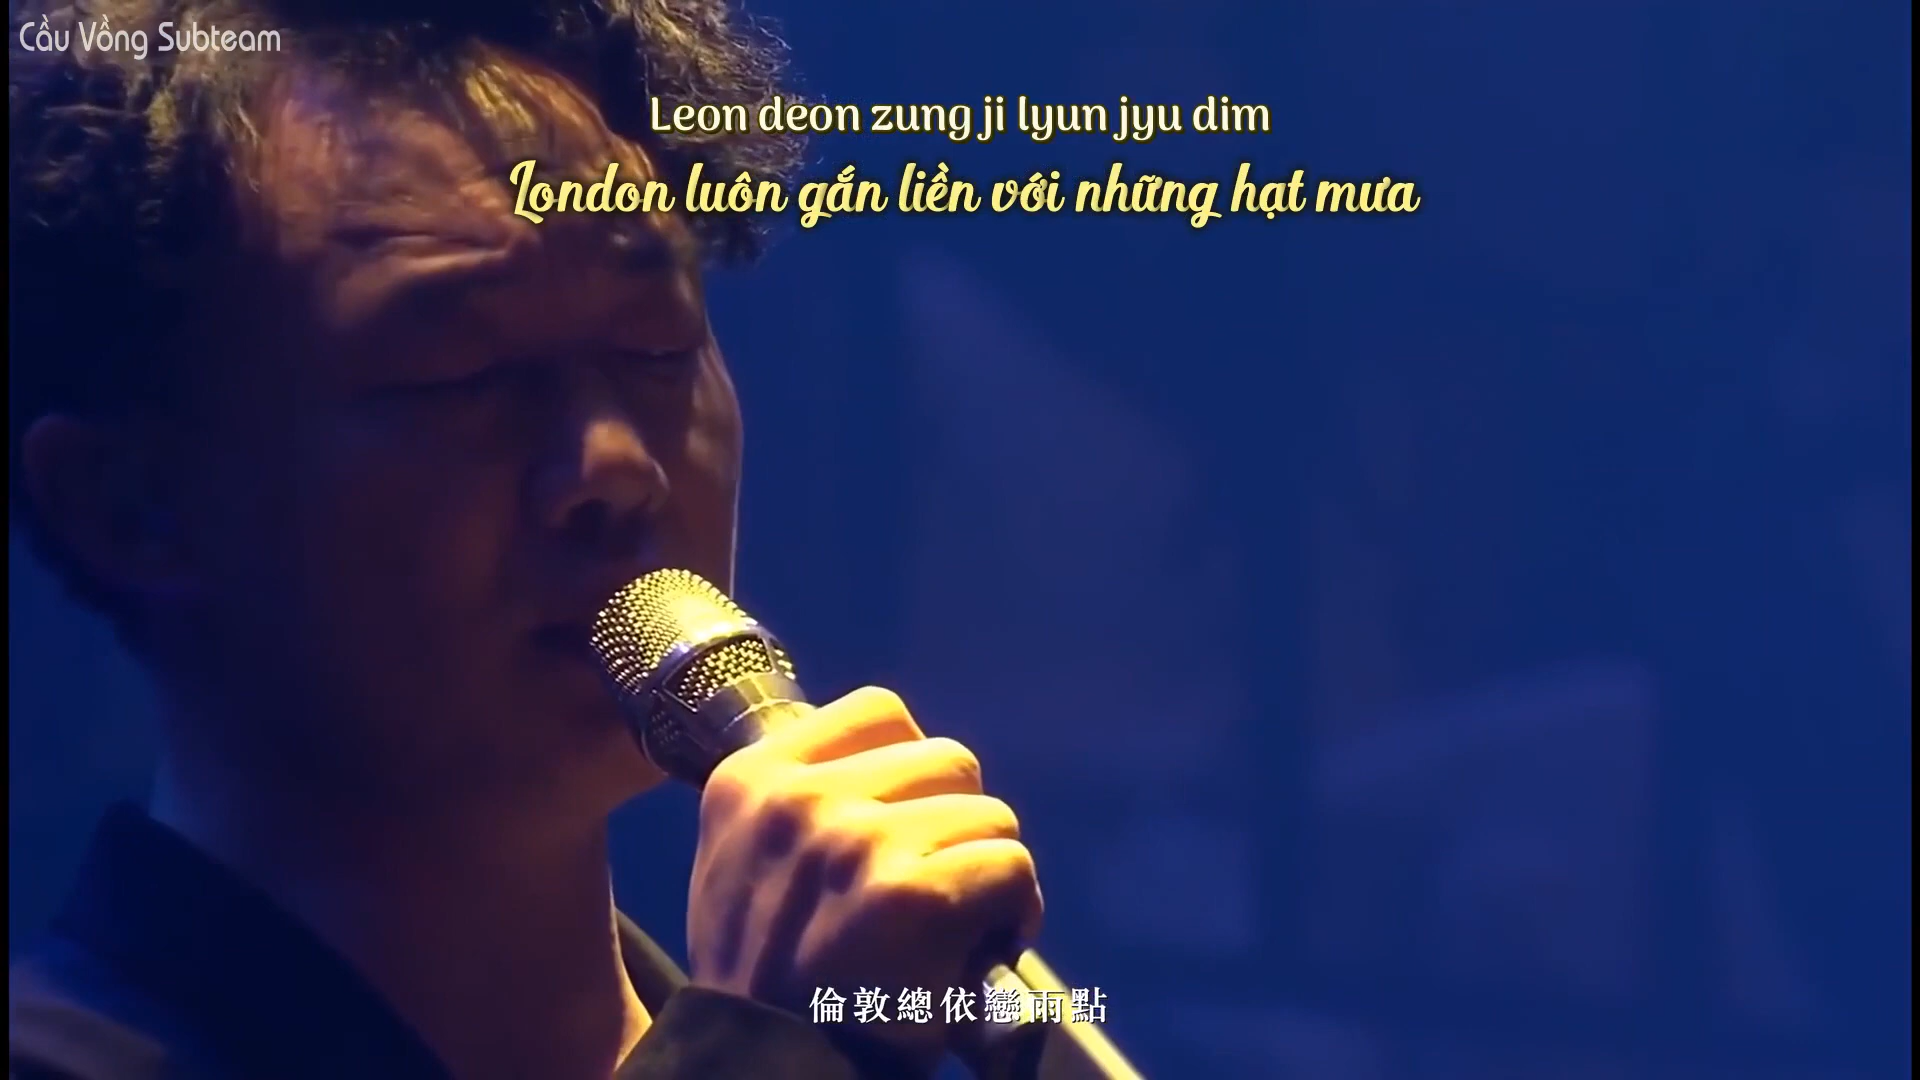 Cầu Vồng Subteam
Leon deon zung ji lyun jyu dim
London luôn gắn liền với những hạt mưa
倫敦總依戀雨點